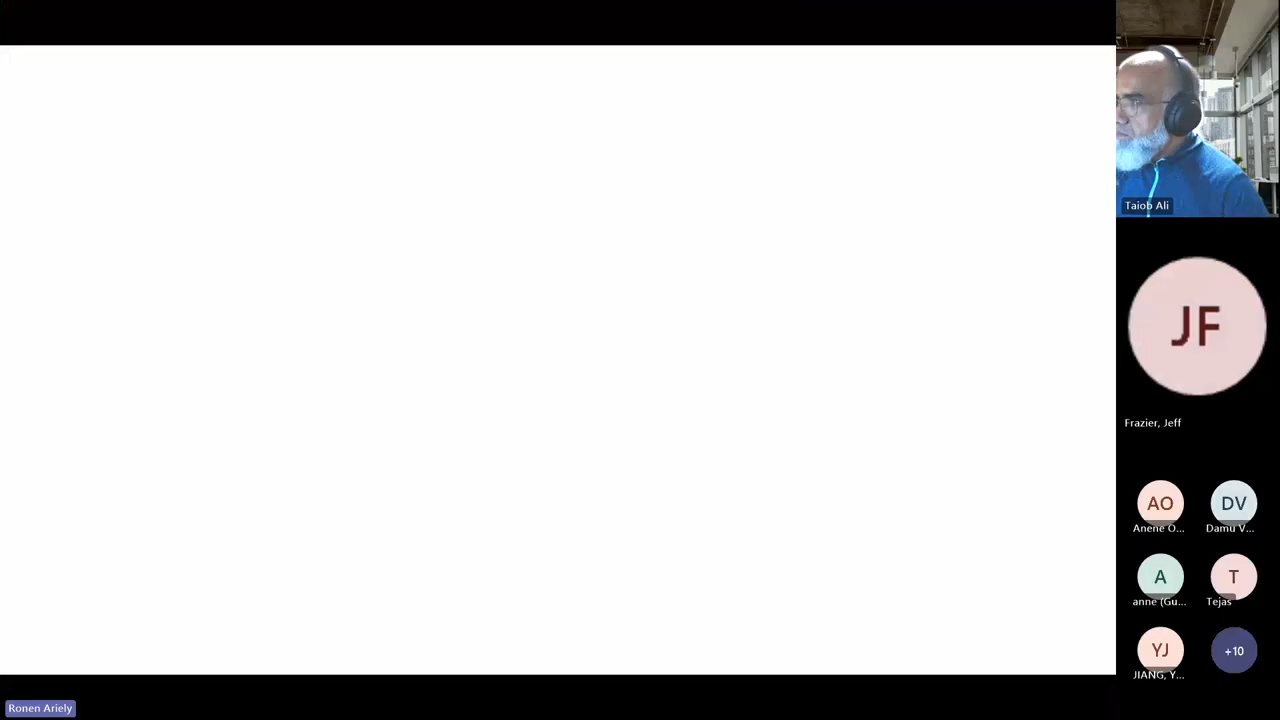 Taiob Ali
JF
Frazier, Jeff
AO
DV
Anene O...
Damu V...
A
T
anne (Gu...
Tejas
YJ
+10
JIANG, Y...
Ronen Ariely